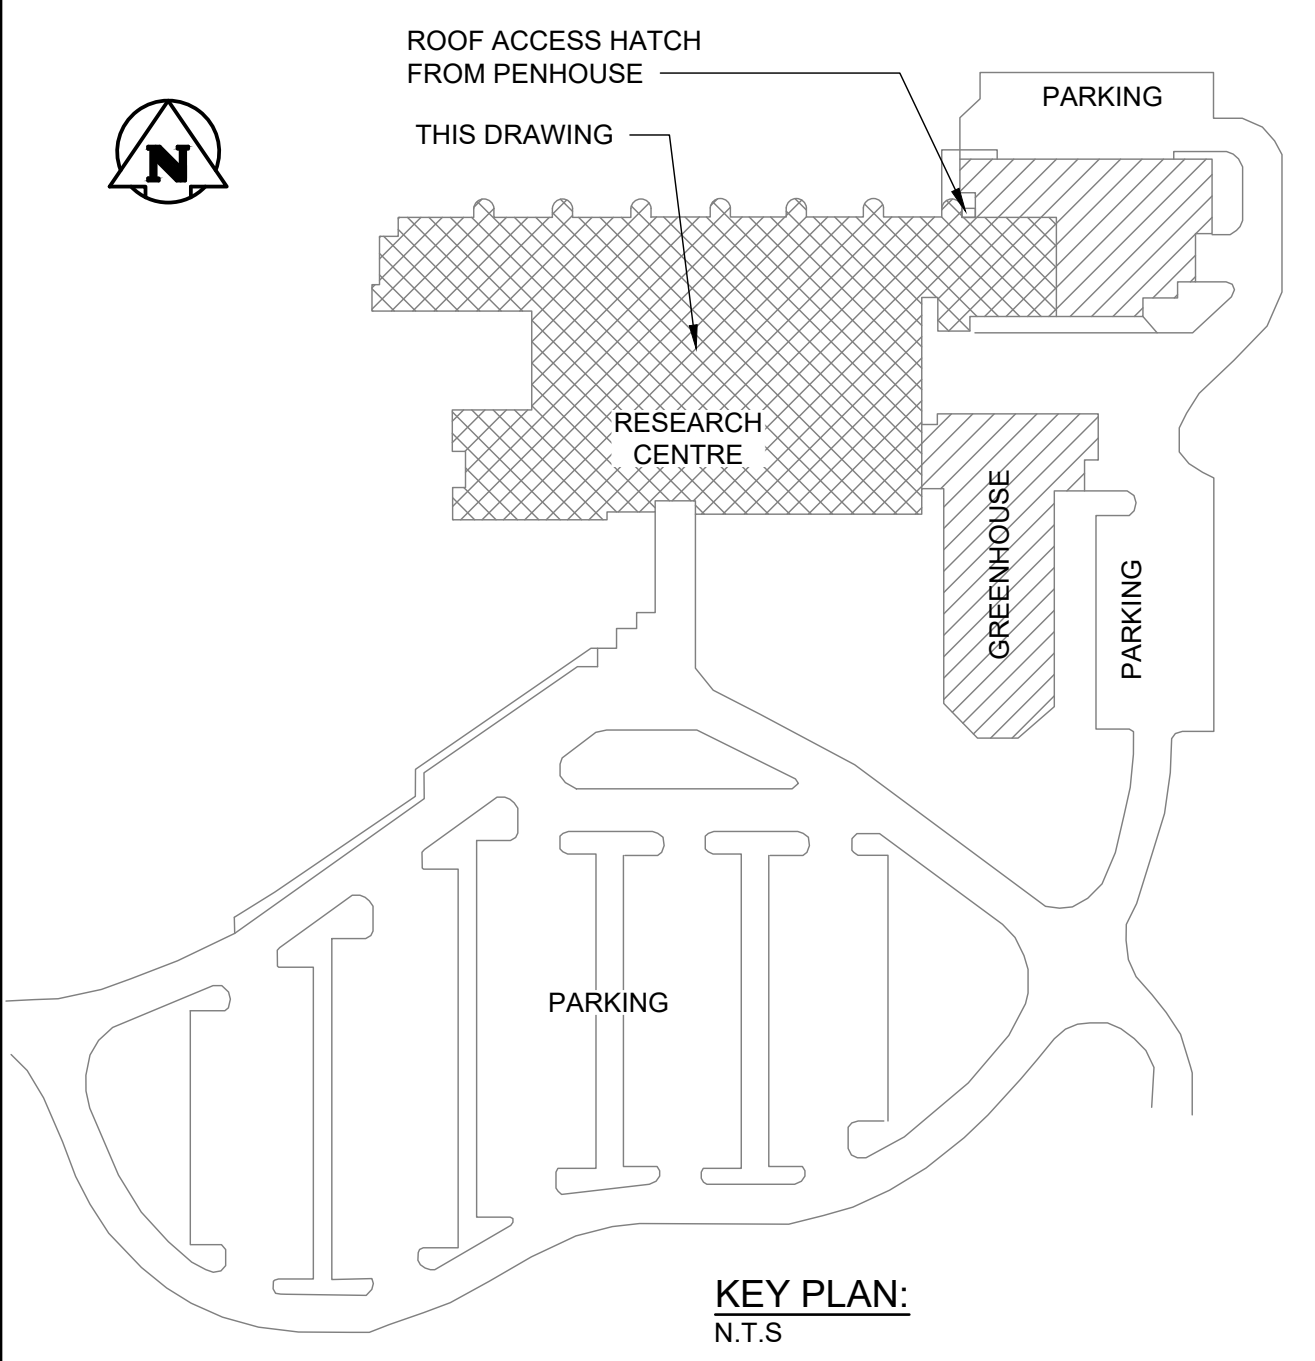 ROOF ACCESS HATCH
FROM PENHOUSE
PARKING
THIS DRAWING
N
RESEARCH
CENTRE
GREENHOUSE
PARKING
PARKING
KEY PLAN:
N.T.S